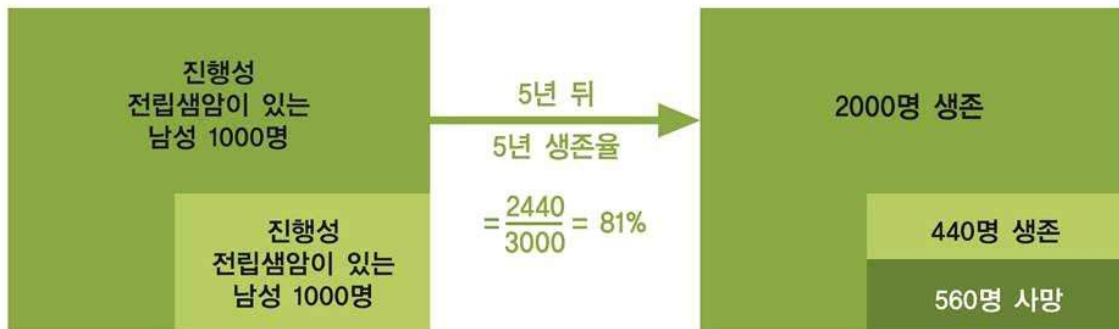 진행성
전립샘암이 있는
남성 1000명
진행성
전립샘암이 있는
남성 1000명
5년 뒤
5년 생존율
= 2440/3000 = 81%
2000명 생존
440명 생존
560명 사망